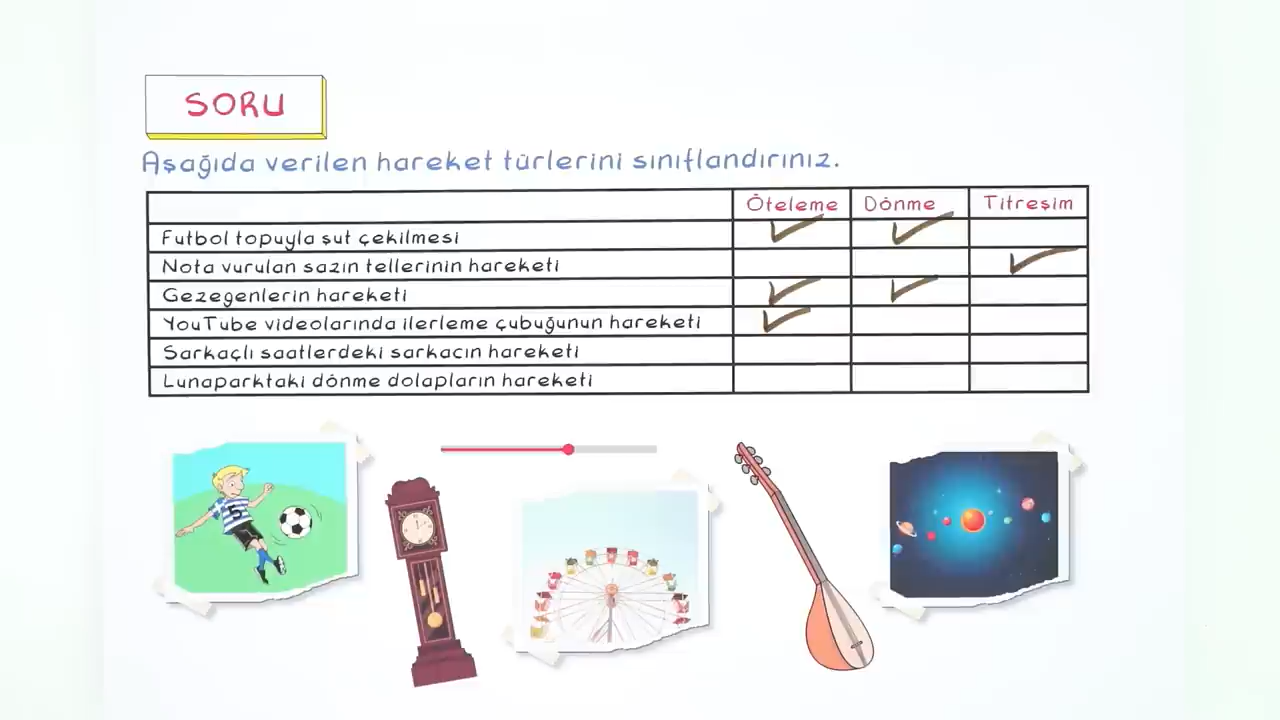 SORU
Aşağıda verilen hareket türlerini sınıflandırınız.
Öteleme Dönme Titreşim
Futbol topuyla şut çekilmesi
Nota vurulan sazın tellerinin hareketi
Gezegenlerin hareketi
YouTube videolarında ilerleme çubuğunun hareketi
Sarkaçlı saatlerdeki sarkacın hareketi
Lunaparktaki dönme dolapların hareketi
5